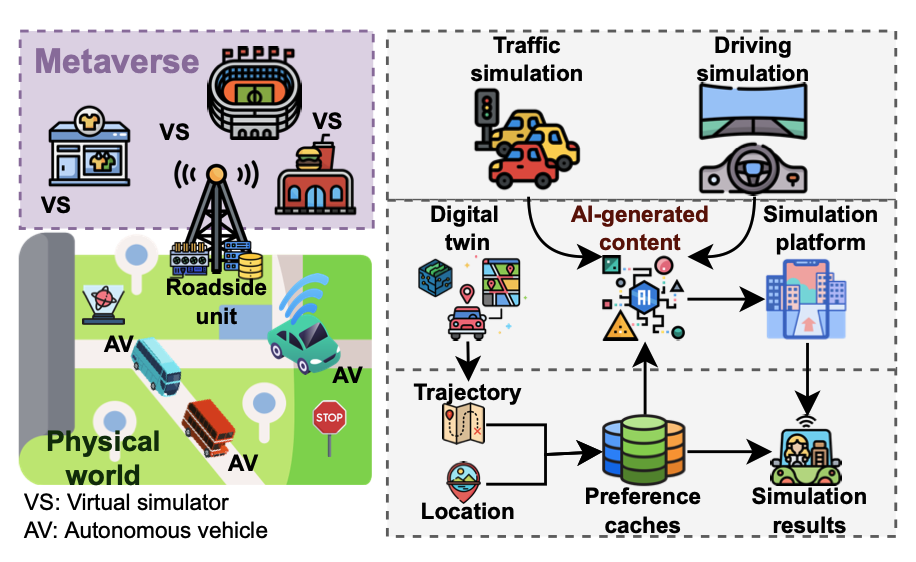 Metaverse
VS
VS
VS
Roadside
unit
AV
AV
AV
STOP
Physical
world
VS: Virtual simulator
AV: Autonomous vehicle
Traffic
simulation
Driving
simulation
Digital
twin
AI-generated
content
AI
Simulation
platform
Trajectory
Location
Preference
caches
Simulation
results